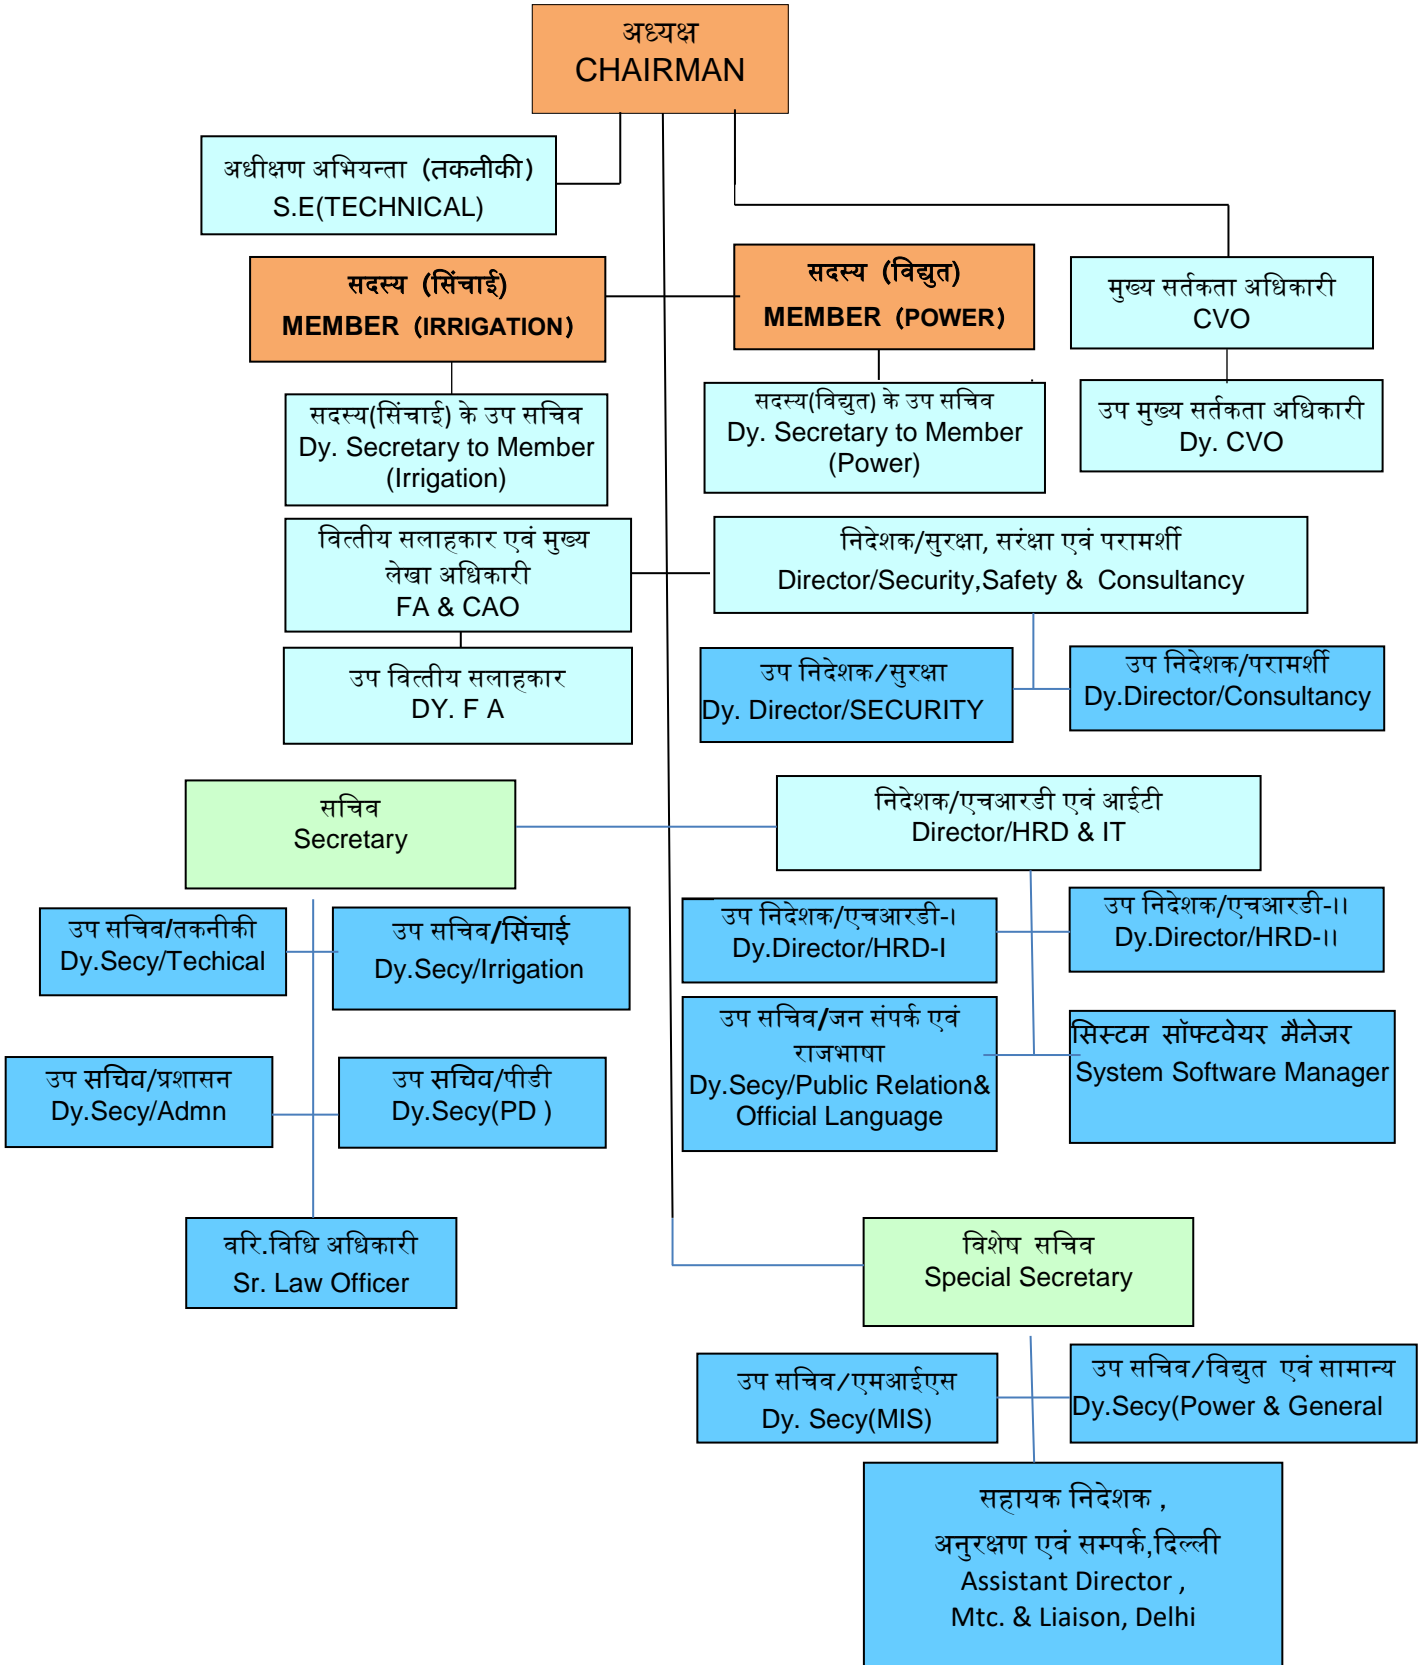 अध्यक्ष
CHAIRMAN
अधीक्षण अभियन्ता (तकनीकी)
S.E(TECHNICAL)
सदस्य (सिंचाई)
MEMBER (IRRIGATION)
सदस्य (विद्युत)
MEMBER (POWER)
मुख्य सर्तकता अधिकारी
CVO
सदस्य(सिंचाई) के उप सचिव
Dy. Secretary to Member
(Irrigation)
सदस्य(विद्युत) के उप सचिव
Dy. Secretary to Member
(Power)
उप मुख्य सर्तकता अधिकारी
Dy. CVO
वित्तीय सलाहकार एवं मुख्य
लेखा अधिकारी
FA & CAO
निदेशक/सुरक्षा, सरंक्षा एवं परामर्शी
Director/Security,Safety & Consultancy
उप वित्तीय सलाहकार
DY. F A
उप निदेशक/सुरक्षा
Dy. Director/SECURITY
उप निदेशक/परामर्शी
Dy.Director/Consultancy
सचिव
Secretary
निदेशक/एचआरडी एवं आईटी
Director/HRD & IT
उप सचिव/तकनीकी
Dy.Secy/Techical
उप सचिव/सिंचाई
Dy.Secy/Irrigation
उप निदेशक/एचआरडी-।
Dy.Director/HRD-I
उप निदेशक/एचआरडी-।।
Dy.Director/HRD-।।
उप सचिव/जन संपर्क एवं
राजभाषा
Dy.Secy/Public Relation&
Official Language
सिस्टम सॉफ्टवेयर मैनेजर
System Software Manager
उप सचिव/प्रशासन
Dy.Secy/Admn
उप सचिव/पीडी
Dy.Secy(PD )
वरि.विधि अधिकारी
Sr. Law Officer
विशेष सचिव
Special Secretary
उप सचिव/एमआईएस
Dy. Secy(MIS)
उप सचिव/विद्युत एवं सामान्य
Dy.Secy(Power & General
सहायक निदेशक ,
अनुरक्षण एवं सम्पर्क,दिल्ली
Assistant Director ,
Mtc. & Liaison, Delhi